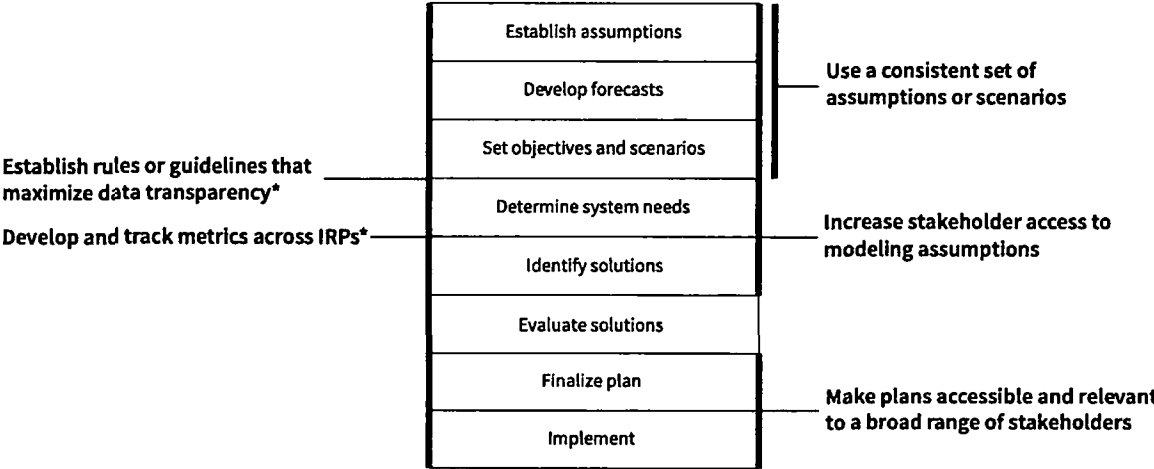 Establish assumptions
Develop forecasts
Set objectives and scenarios
Determine system needs
Identify solutions
Evaluate solutions
Finalize plan
Implement
Establish rules or guidelines that
maximize data transparency*
Develop and track metrics across IRPs*
Use a consistent set of
assumptions or scenarios
Increase stakeholder access to
modeling assumptions
Make plans accessible and relevant
to a broad range of stakeholders